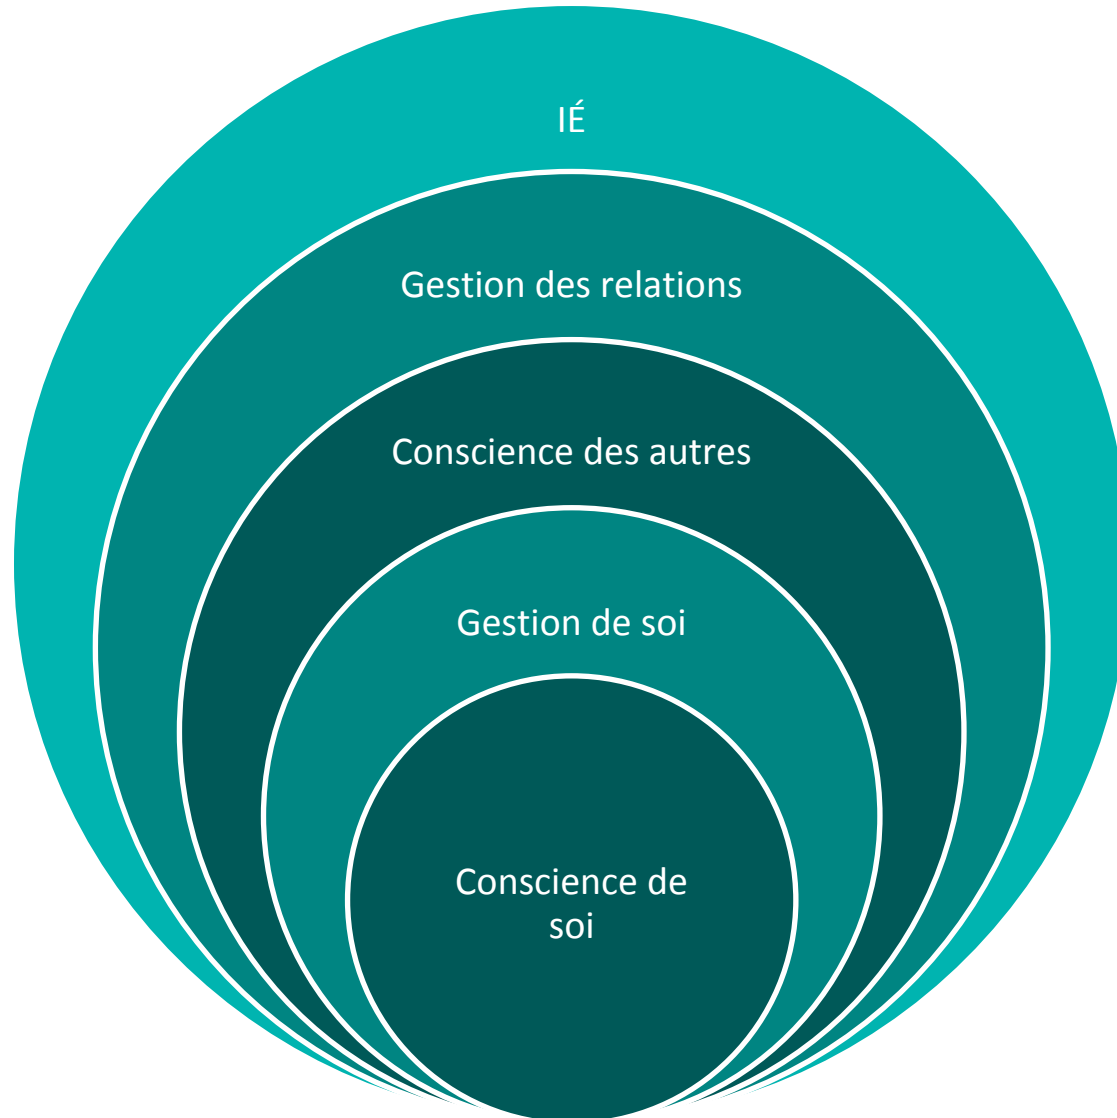 IÉ
Gestion des relations
Conscience des autres
Gestion de soi
Conscience de
soi